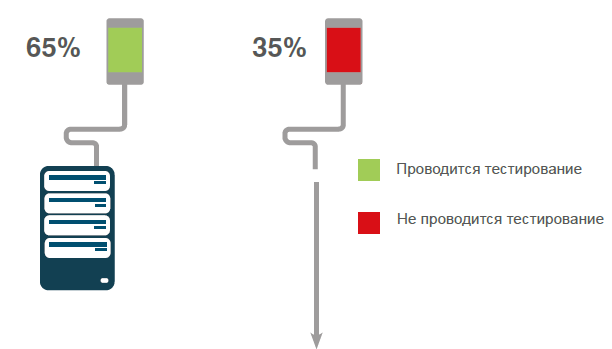 65%
35%
Проводится тестирование
Не проводится тестирование